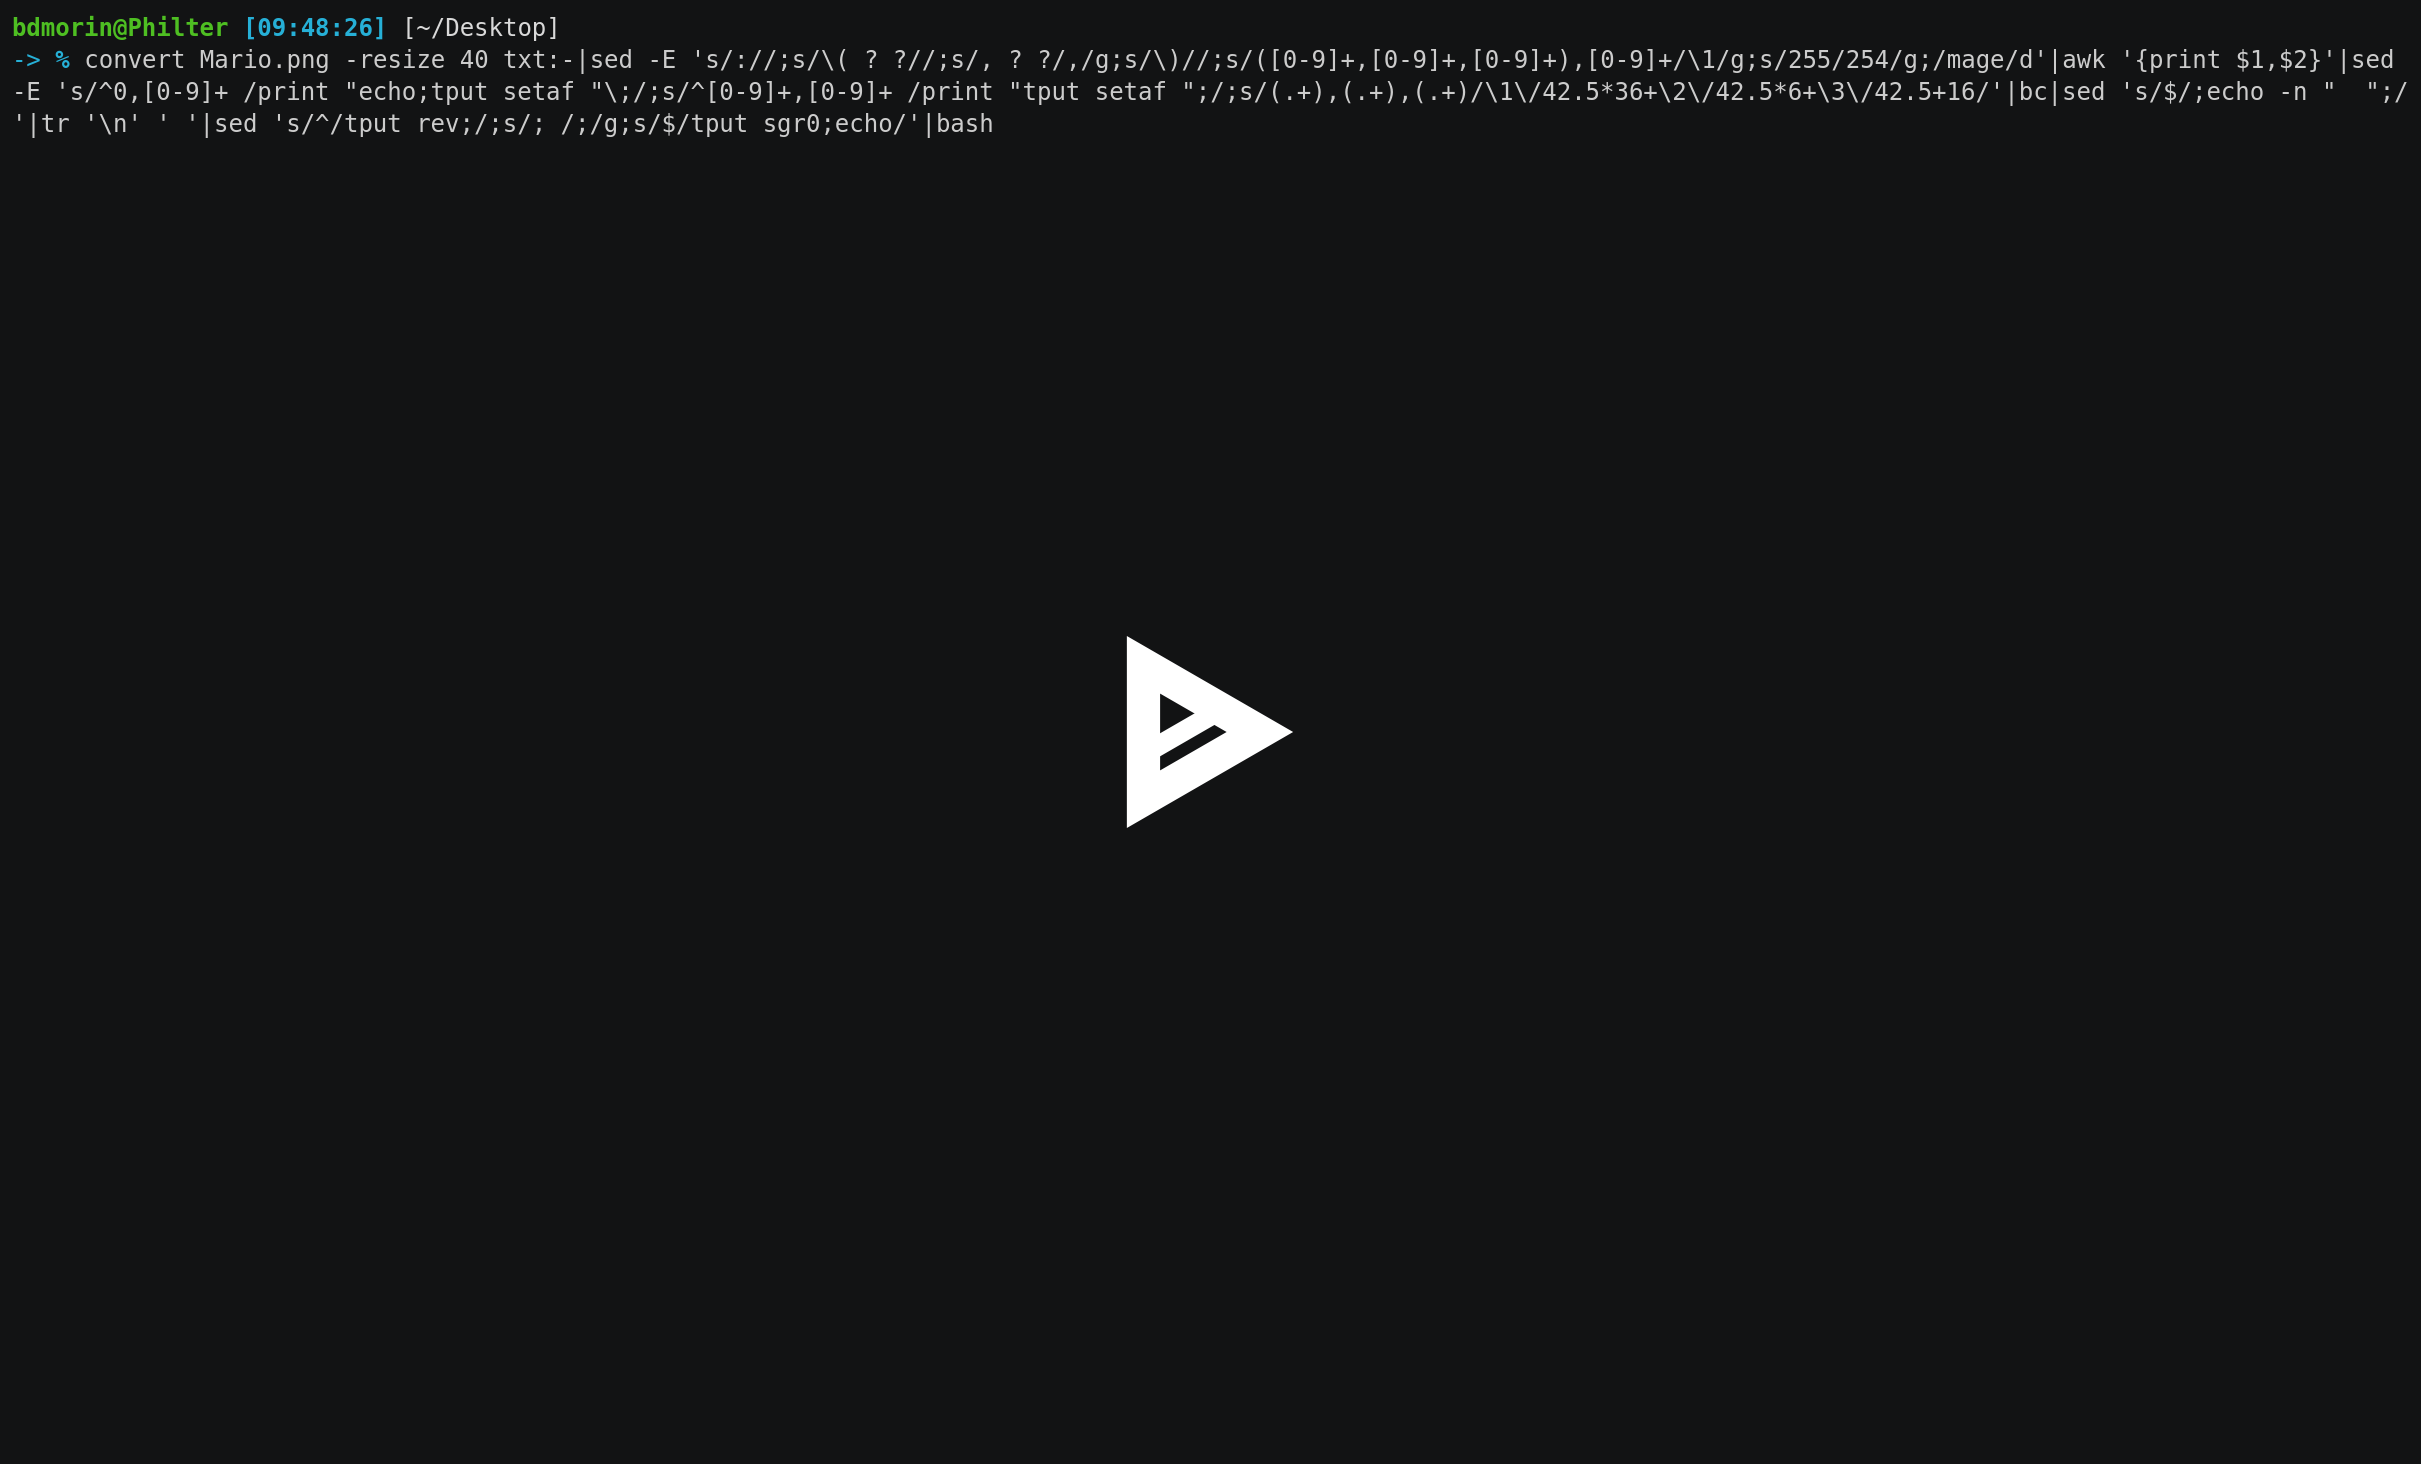 bdmorin@Philter [09:48:26] [~/Desktop]
-> % convert Mario.png -resize 40 txt:-|sed -E 's/://;s/\( ? ?//;s/, ? ?/,/g;s/\)//;s/([0-9]+,[0-9]+,[0-9]+),[0-9]+/\1/g;s/255/254/g;/mage/d'|awk '{print $1,$2}'|sed
-E 's/^0,[0-9]+ /print "echo;tput setaf "\;/;s/^[0-9]+,[0-9]+ /print "tput setaf ";/;s/(.+),(.+),(.+)/\1\/42.5*36+\2\/42.5*6+\3\/42.5+16/'|bc|sed 's/$/;echo -n "  ";/
'|tr '\n' ' '|sed 's/^/tput rev;/;s/; /;/g;s/$/tput sgr0;echo/'|bash